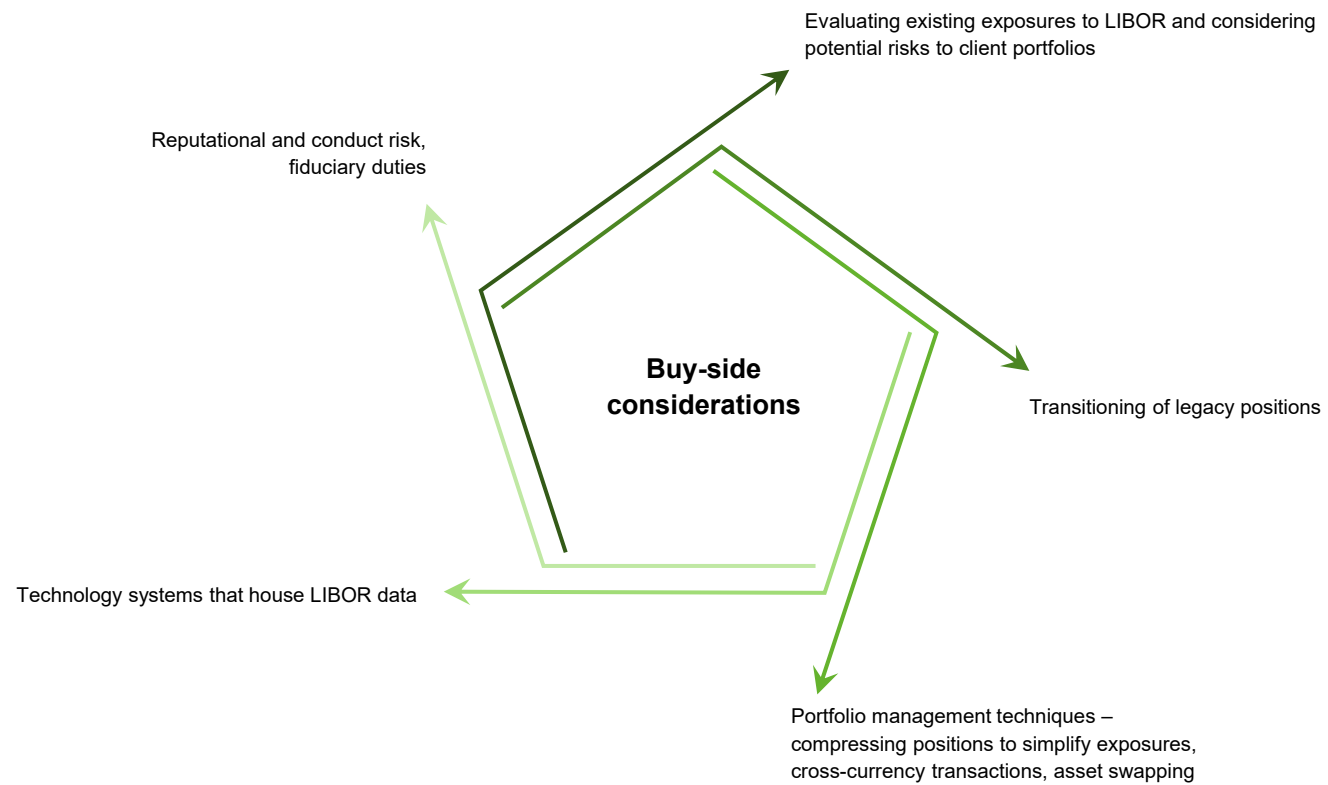 Evaluating existing exposures to LIBOR and considering
potential risks to client portfolios
Reputational and conduct risk,
fiduciary duties
Buy-side
considerations
Transitioning of legacy positions
Technology systems that house LIBOR data
Portfolio management techniques –
compressing positions to simplify exposures,
cross-currency transactions, asset swapping